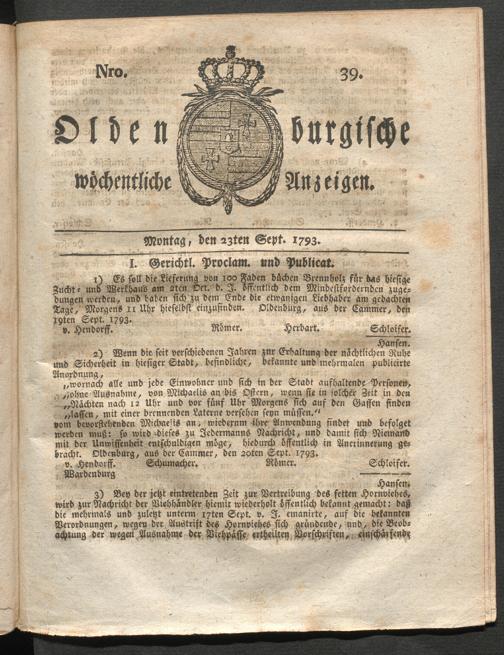 Nro. 39.
Oldenburgische
wöchentliche Anzeigen.
Montag, den 23ten Sept. 1793.
I. Gerichtl. Proclam. und Publicat.
1) Es soll die Lieferung von 100 Faden büchen Brennholz für das hiesige
Zucht- und Werkhaus am 2ten Oct. d. J. öffentlich dem Mindestfordernden zuge-
dungen werden, und haben sich zu dem Ende die etwanigen Liebhaber am gedachten
Tage, Morgens 11 Uhr hieselbst einzufinden. Oldenburg, aus der Cammer, den
19ten Sept. 1793.
v. Hendorff. Römer. Herbart. Schloifer.
Hansen.
2) Wenn die seit verschiedenen Jahren zur Erhaltung der nächtlichen Ruhe
und Sicherheit in hiesiger Stadt, befindlich, bekannte und mehrmalen publicirte
Anordnung,
„wornach alle und jede Einwohner und sich in der Stadt aufhaltende Personen,
„ohne Ausnahme, von Michaelis an bis Ostern, wenn sie in solcher Zeit in den
„Nächten nach 12 Uhr und vor fünf Uhr Morgens sich auf den Gassen finden
„lassen, mit einer brennenden Laterne versehen seyn müssen.“
vom bevorstehenden Michaelis an, wiederum ihre Anwendung findet und befolget
werden muß: so wird dieses zu Jedermanns Nachricht, und damit sich Niemand
mit der Unwissenheit entschuldigen möge, hiedurch öffentlich in Anerinnerung ge-
bracht. Oldenburg, aus der Cammer, den 20ten Sept. 1793.
v. Hendorff. Schumacher. Römer. Schloifer.
Wardenburg
Hansen.
3) Bey der jetzt eintretenden Zeit zur Vertreibung des fetten Hornviehes,
wird zur Nachricht der Viehhändler hiemit wiederholt öffentlich bekannt gemacht: daß
die mehrmals und zuletzt unterm 17ten Sept. v. J. emanirte, auf die bekannten
Verordnungen, wegen der Austrift des Hornviehes sich gründende, und, die Beob-
achtung der wegen Ausnahme der Viehpässe ertheilten Vorschriften, einschärfende